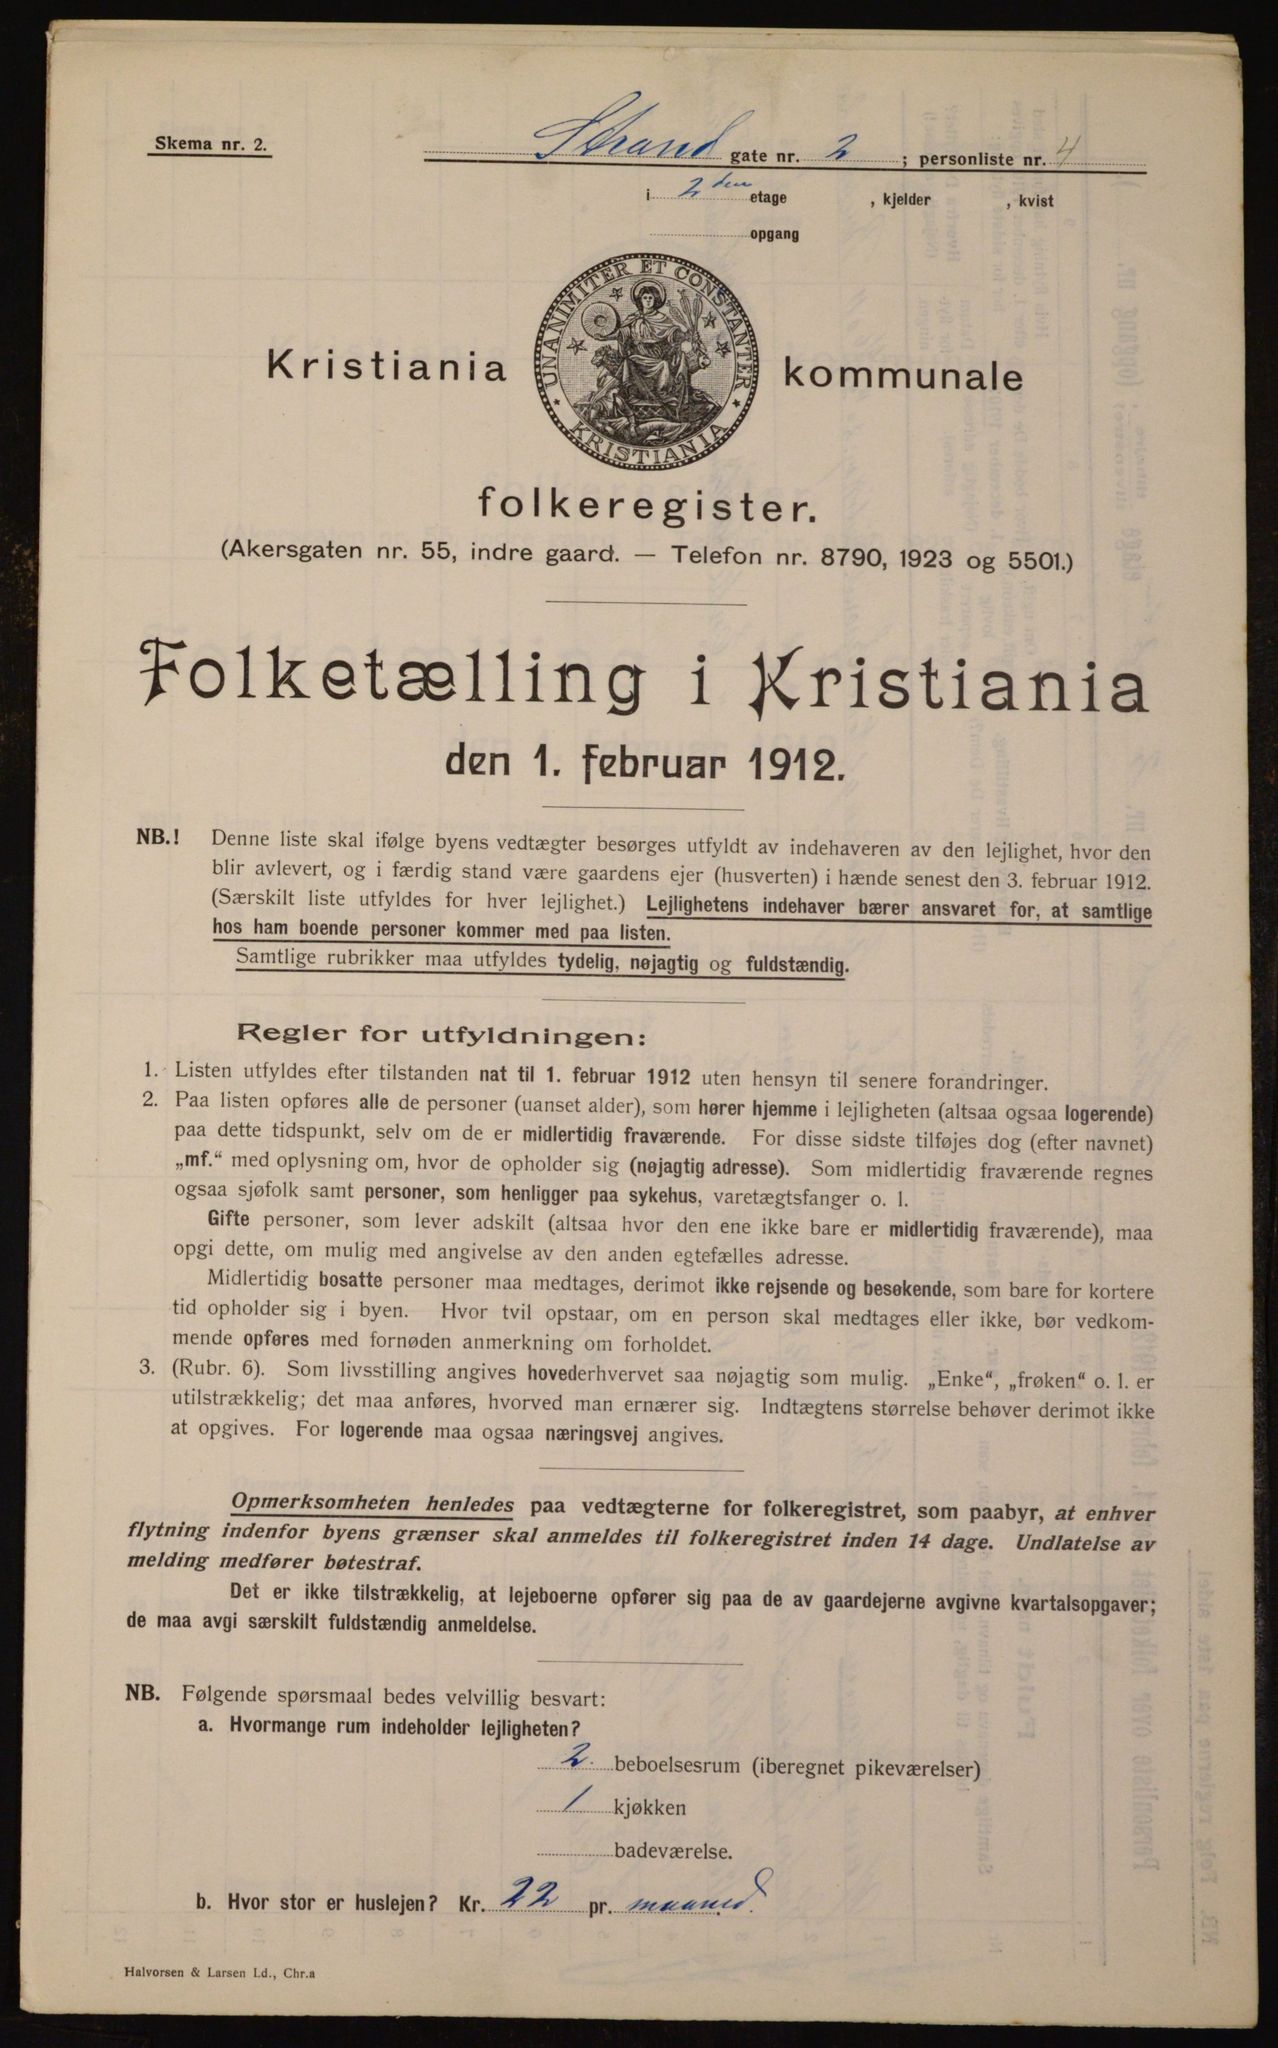 Skema nr. 2.
Strand gate nr. 2 ; personliste nr. 4
i 2den etage , kjelder , kvist
opgang
UNANIMITER ET CONSTANTER
KRISTIANIA
Kristiania kommunale
folkeregister.
(Akersgaten nr. 55, indre gaard. — Telefon nr. 8790, 1923 og 5501.)
Folketælling i Kristiania
den 1. februar 1912.
NB.! Denne liste skal ifølge byens vedtægter besørges utfyldt av indehaveren av den lejlighet, hvor den
blir avlevert, og i færdig stand være gaardens ejer (husverten) i hænde senest den 3. februar 1912.
(Særskilt liste utfyldes for hver lejlighet.) Lejlighetens indehaver bærer ansvaret for, at samtlige
hos ham boende personer kommer med paa listen.
Samtlige rubrikker maa utfyldes tydelig, nøjagtig og fuldstændig.
Regler for utfyldningen:
1. Listen utfyldes efter tilstanden nat til 1. februar 1912 uten hensyn til senere forandringer.
2. Paa listen opføres alle de personer (uanset alder), som hører hjemme i lejligheten (altsaa ogsaa logerende)
paa dette tidspunkt, selv om de er midlertidig fraværende. For disse sidste tilføjes dog (efter navnet)
„mf.“ med oplysning om, hvor de opholder sig (nøjagtig adresse). Som midlertidig fraværende regnes
ogsaa sjøfolk samt personer, som henligger paa sykehus, varetægtsfanger o. l.
Gifte personer, som lever adskilt (altsaa hvor den ene ikke bare er midlertidig fraværende), maa
opgi dette, om mulig med angivelse av den anden egtefælles adresse.
Midlertidig bosatte personer maa medtages, derimot ikke rejsende og besøkende, som bare for kortere
tid opholder sig i byen. Hvor tvil opstaar, om en person skal medtages eller ikke, bør vedkom-
mende opføres med fornøden anmerkning om forholdet.
3. (Rubr. 6). Som livsstilling angives hovederhvervet saa nøjagtig som mulig. „Enke“, „frøken“ o. l. er
utilstrækkelig; det maa anføres, hvorved man ernærer sig. Indtægtens størrelse behøver derimot ikke
at opgives. For logerende maa ogsaa næringsvej angives.
Opmerksomheten henledes paa vedtægterne for folkeregistret, som paabyr, at enhver
flytning indenfor byens grænser skal anmeldes til folkeregistret inden 14 dage. Undlatelse av
melding medfører bøtestraf.
Det er ikke tilstrækkelig, at lejeboerne opfører sig paa de av gaardejerne avgivne kvartalsopgaver;
de maa avgi særskilt fuldstændig anmeldelse.
NB. Følgende spørsmaal bedes velvillig besvart:
a. Hvormange rum indeholder lejligheten?
2. beboelsesrum (iberegnet pikeværelser)
1 kjøkken
badeværelse.
b. Hvor stor er huslejen? Kr. 22 pr. maaned.
Halvorsen & Larsen Ld., Chr.a